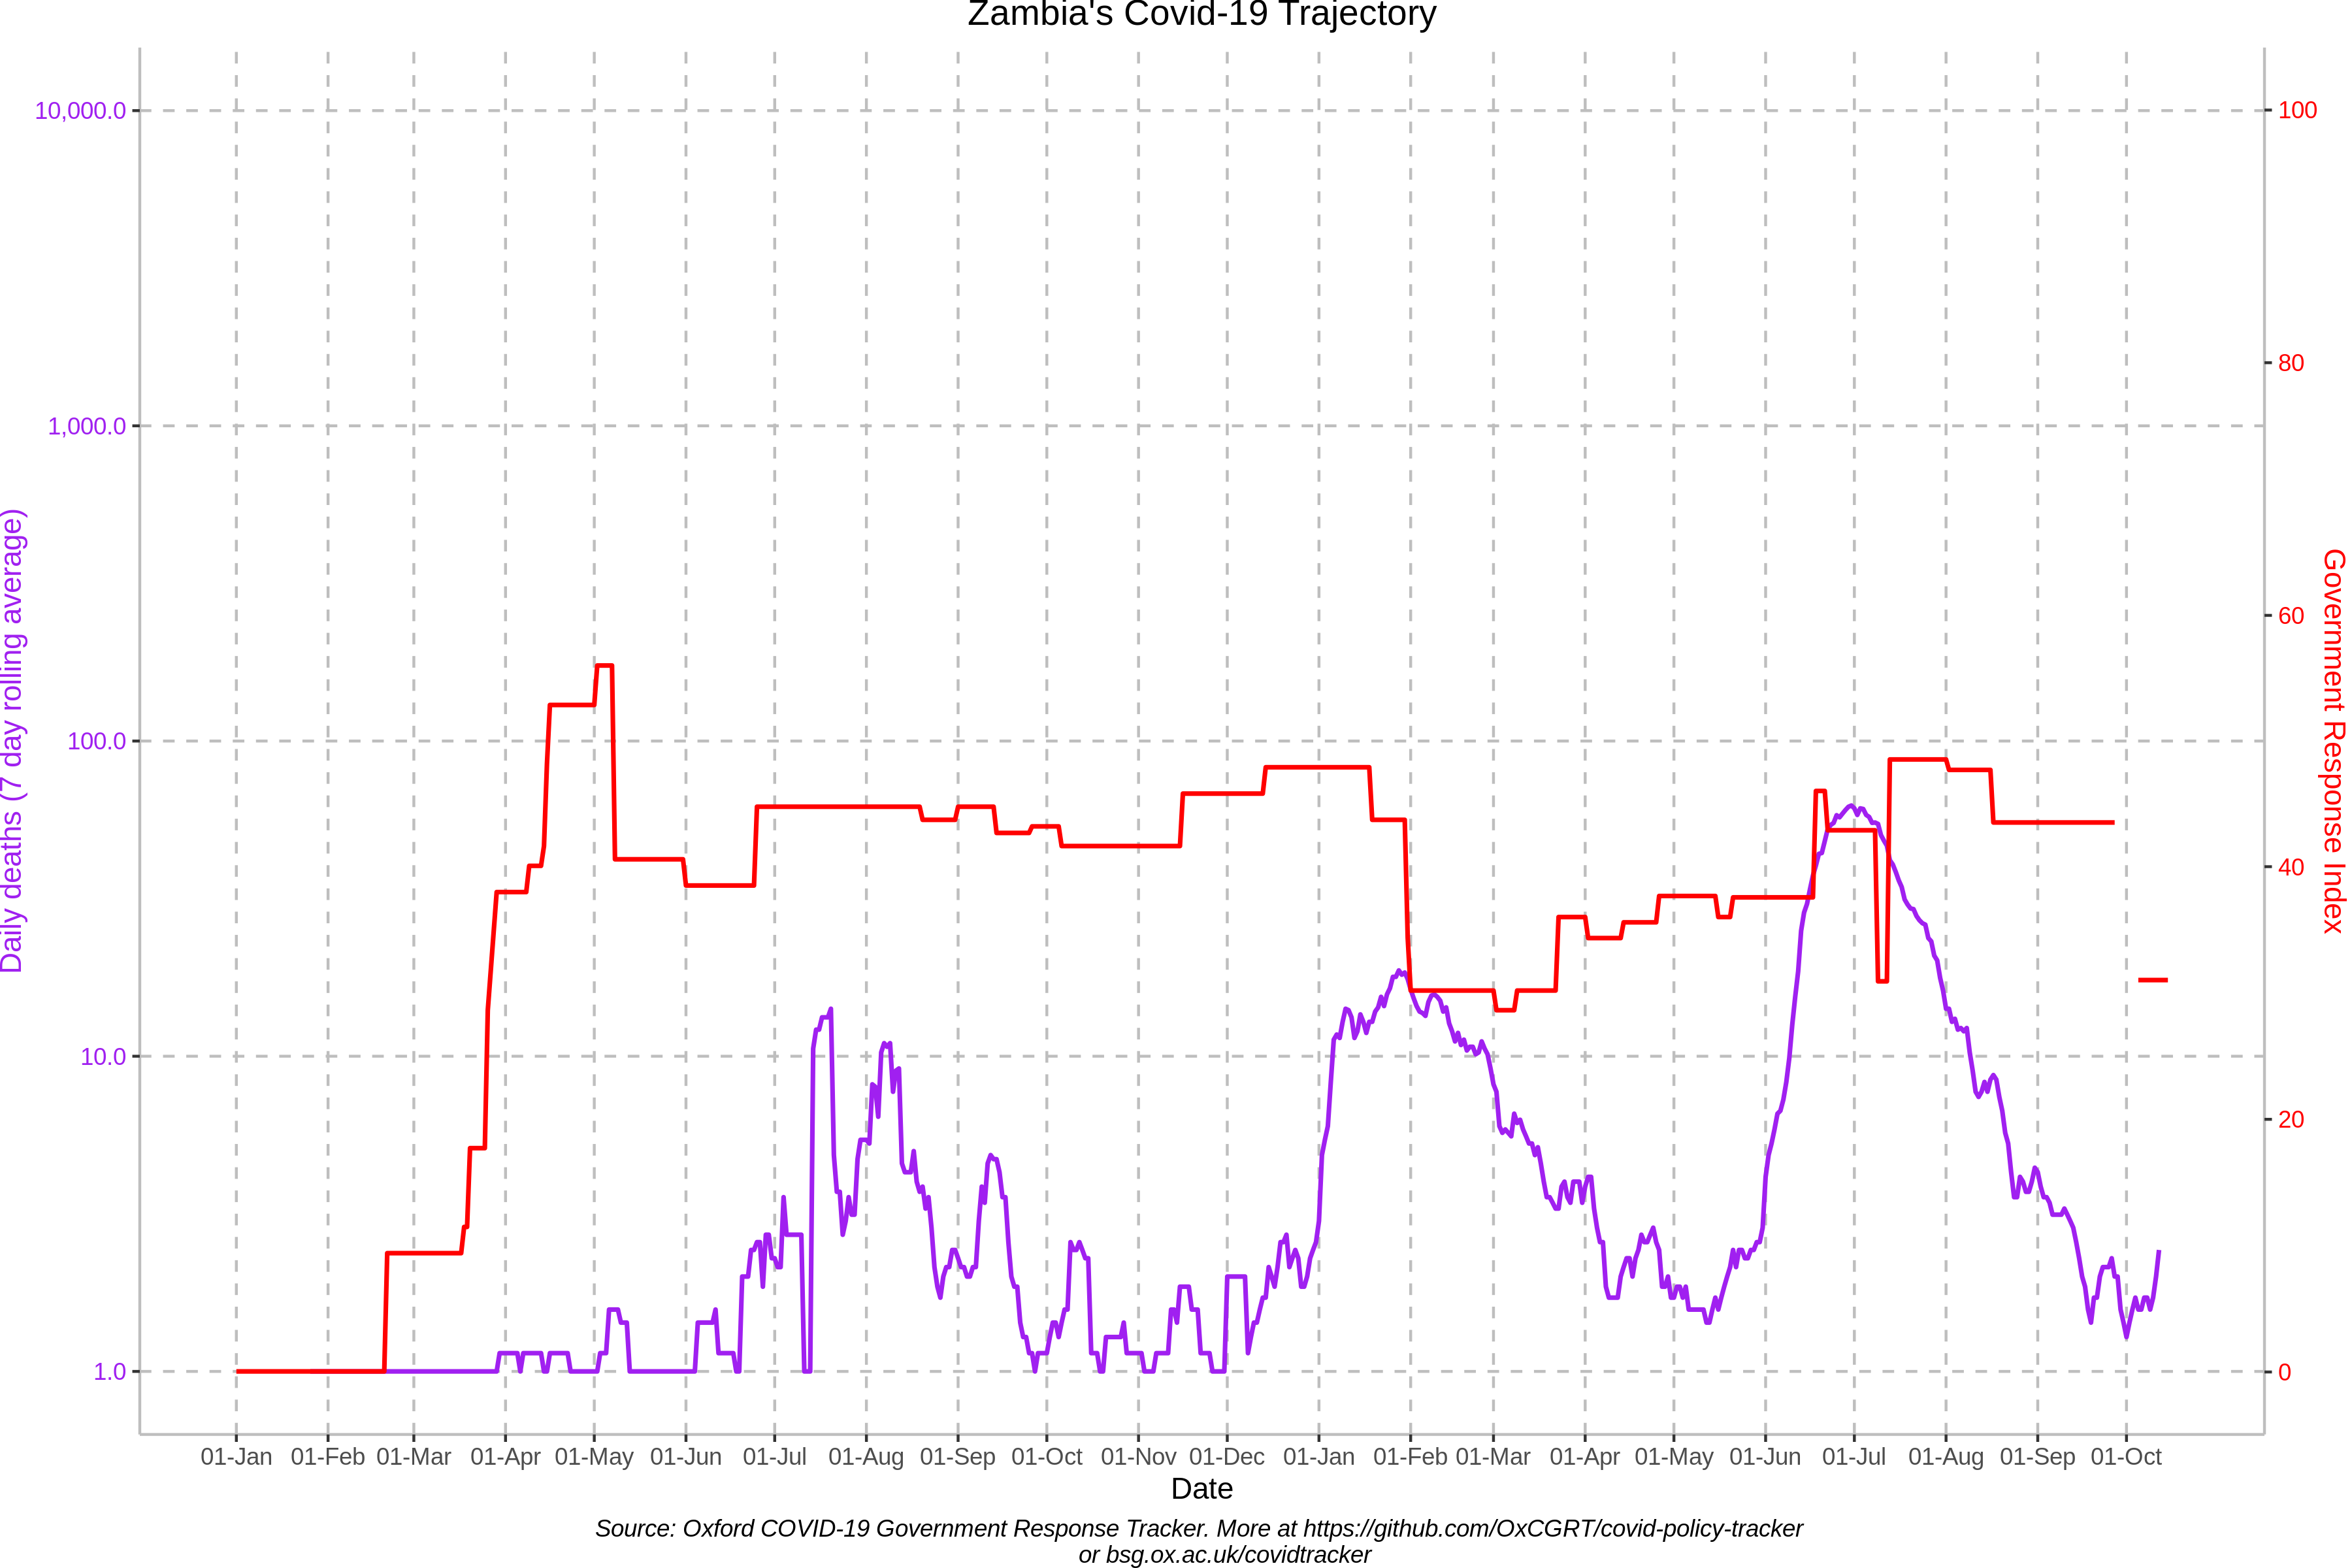 Zambia's Covid-19 Trajectory
10,000.0
1,000.0
100.0
10.0
1.0
Daily deaths (7 day rolling average)
100
80
60
40
20
0
Government Response Index
01-Jan 01-Feb 01-Mar 01-Apr 01-May 01-Jun 01-Jul 01-Aug 01-Sep 01-Oct 01-Nov 01-Dec 01-Jan 01-Feb 01-Mar 01-Apr 01-May 01-Jun 01-Jul 01-Aug 01-Sep 01-Oct
Date
Source: Oxford COVID-19 Government Response Tracker. More at https://github.com/OxCGRT/covid-policy-tracker
or bsg.ox.ac.uk/covidtracker